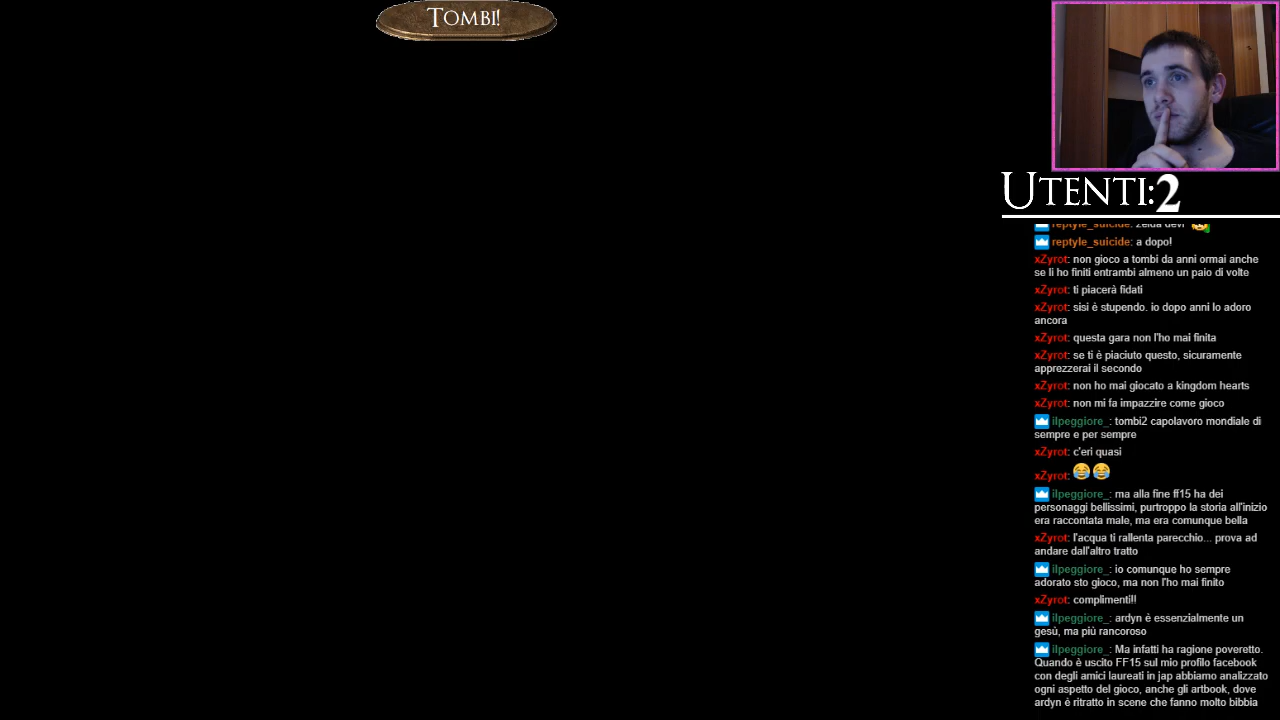 TOMBI!
UTENTI:2
reptyle_suicide: zelda devi
reptyle_suicide: a dopo!
xZyrot: non gioco a tombi da anni ormai anche
se li ho finiti entrambi almeno un paio di volte
xZyrot: ti piacerà fidati
xZyrot: sisi è stupendo. io dopo anni lo adoro
ancora
xZyrot: questa gara non l'ho mai finita
xZyrot: se ti è piaciuto questo, sicuramente
apprezzerai il secondo
xZyrot: non ho mai giocato a kingdom hearts
xZyrot: non mi fa impazzire come gioco
ilpeggiore_: tombi2 capolavoro mondiale di
sempre e per sempre
xZyrot: c'eri quasi
xZyrot: 😂😂
ilpeggiore_: ma alla fine ff15 ha dei
personaggi bellissimi, purtroppo la storia all'inizio
era raccontata male, ma era comunque bella
xZyrot: l'acqua ti rallenta parecchio... prova ad
andare dall'altro tratto
ilpeggiore_: io comunque ho sempre
adorato sto gioco, ma non l'ho mai finito
xZyrot: complimenti!!
ilpeggiore_: ardyn è essenzialmente un
gesù, ma più rancoroso
ilpeggiore_: Ma infatti ha ragione poveretto.
Quando è uscito FF15 sul mio profilo facebook
con degli amici laureati in jap abbiamo analizzato
ogni aspetto del gioco, anche gli artbook, dove
ardyn è ritratto in scene che fanno molto bibbia